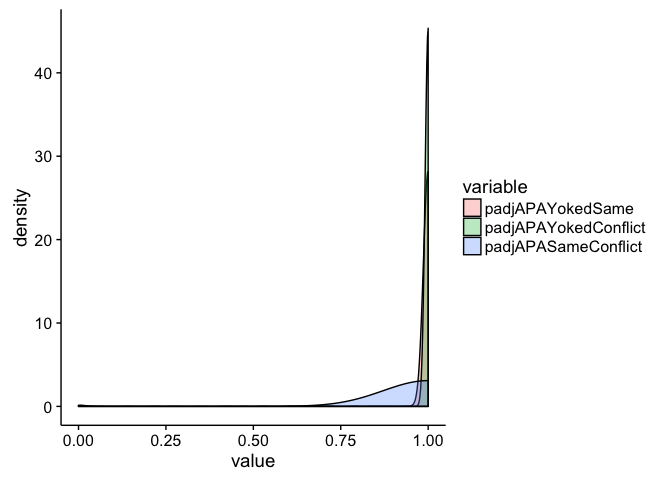 40
30
20
10
0
density
0.00 0.25 0.50 0.75 1.00
value
variable
padjAPAYokedSame
padjAPAYokedConflict
padjAPASameConflict